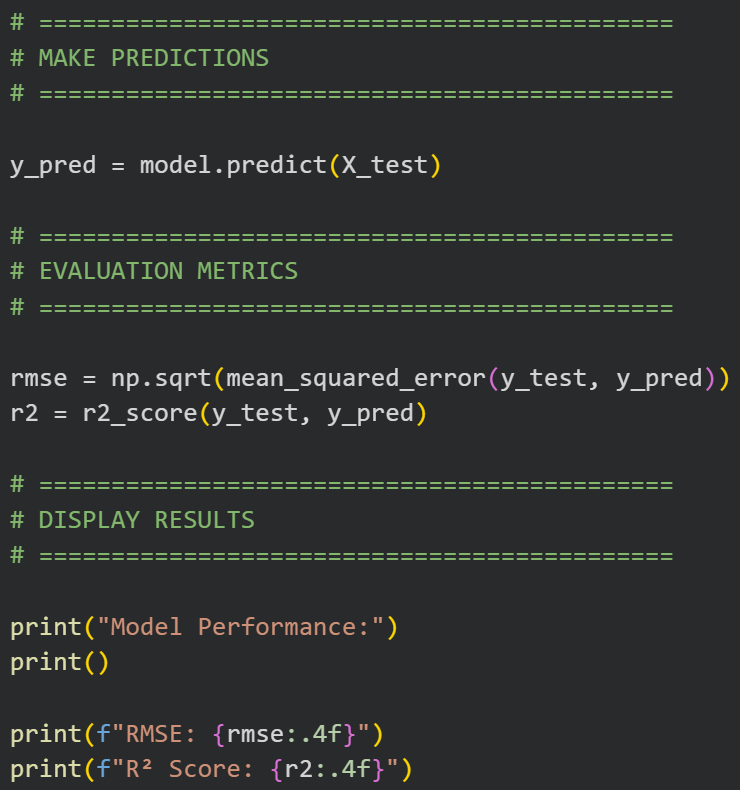 # ============================================
# MAKE PREDICTIONS
# ============================================
y_pred = model.predict(X_test)
# ============================================
# EVALUATION METRICS
# ============================================
rmse = np.sqrt(mean_squared_error(y_test, y_pred))
r2 = r2_score(y_test, y_pred)
# ============================================
# DISPLAY RESULTS
# ============================================
print("Model Performance:")
print()
print(f"RMSE: {rmse:.4f}")
print(f"R² Score: {r2:.4f}")